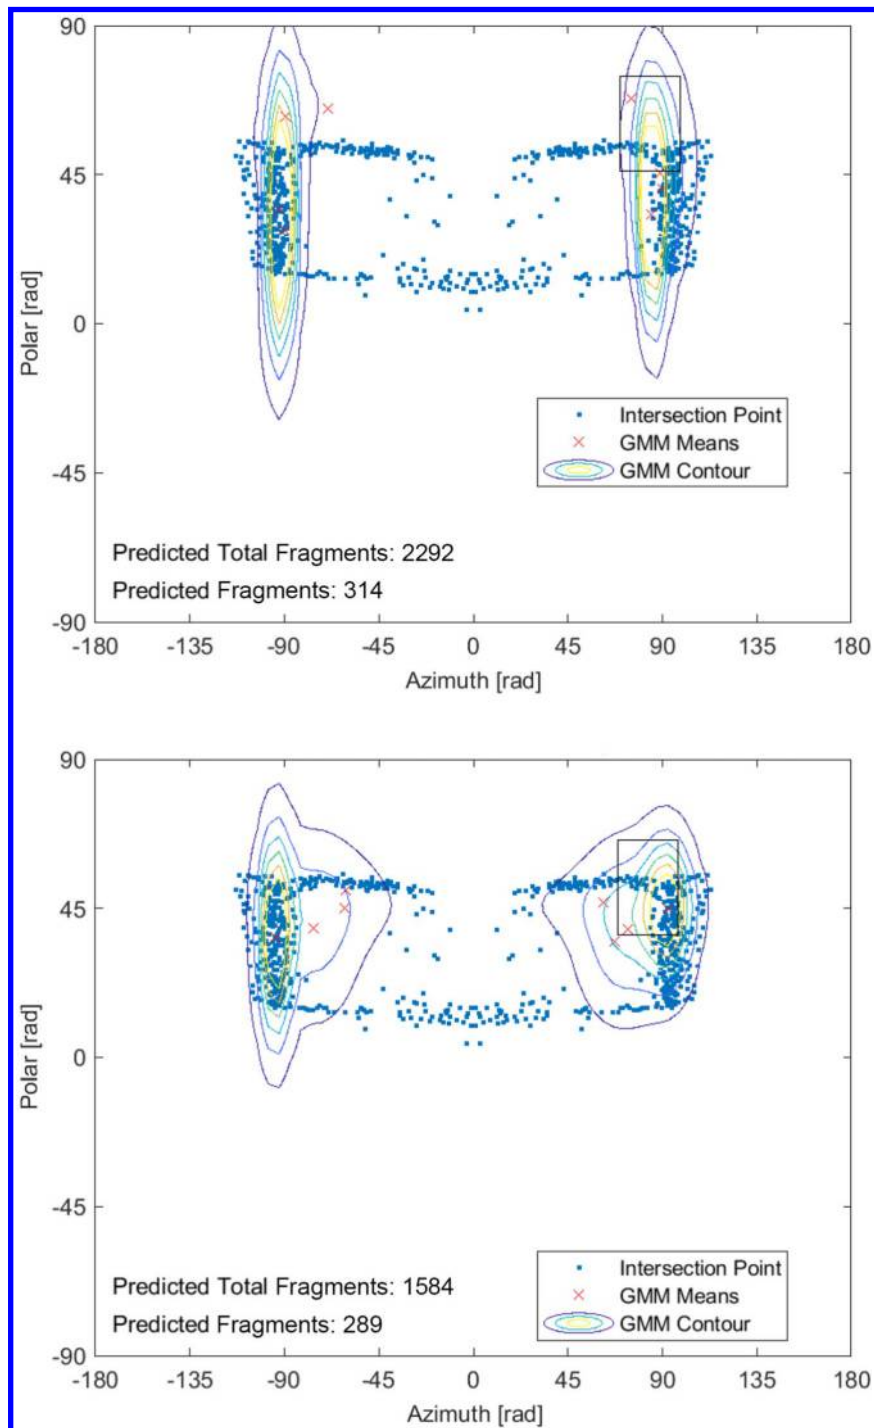 90
45
0
-45
-90
Polar [rad]
Intersection Point
GMM Means
GMM Contour
Predicted Total Fragments: 2292
Predicted Fragments: 314
-180 -135 -90 -45 0 45 90 135 180
Azimuth [rad]
90
45
0
-45
-90
Polar [rad]
Intersection Point
GMM Means
GMM Contour
Predicted Total Fragments: 1584
Predicted Fragments: 289
-180 -135 -90 -45 0 45 90 135 180
Azimuth [rad]